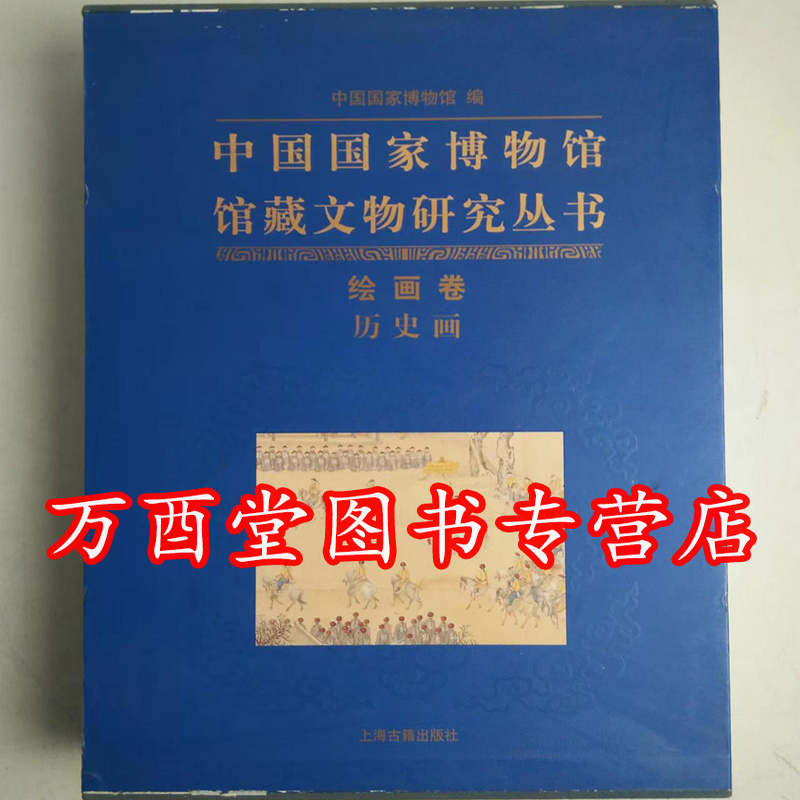 中国国家博物馆 编
中国国家博物馆
馆藏文物研究丛书
绘画卷
历史画
万酉堂图书专营店
上海古籍出版社